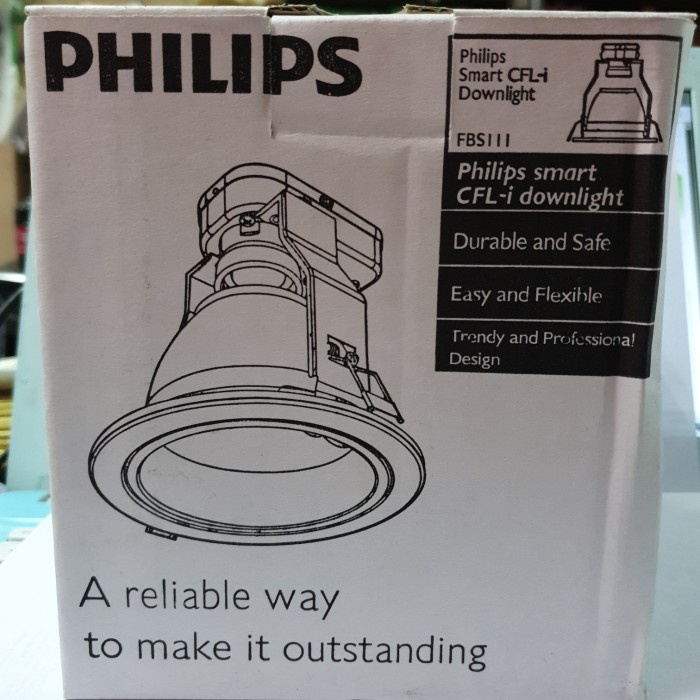 PHILIPS
Philips
Smart CFL-i
Downlight
FBS111
Philips smart
CFL-i downlight
Durable and Safe
Easy and Flexible
Trendy and Professional
Design
A reliable way
to make it outstanding